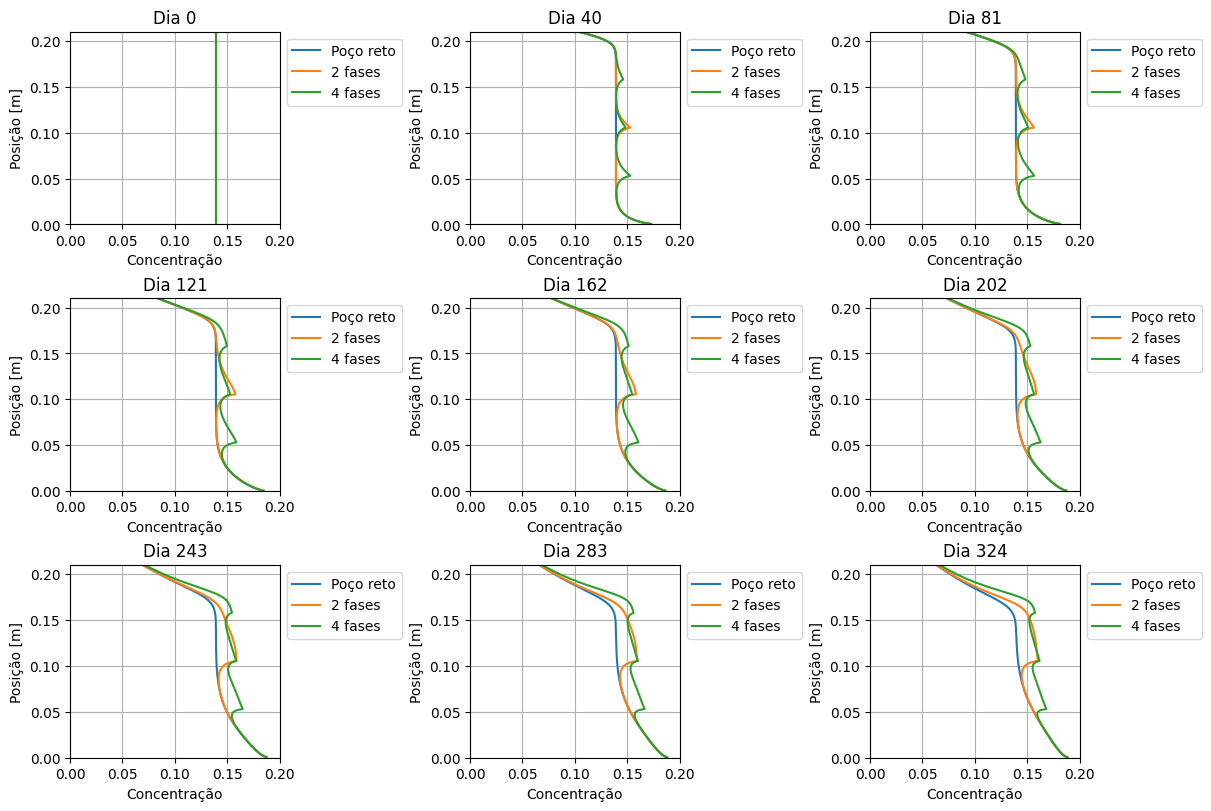 Dia 0
Posição [m]
0.20
0.15
0.10
0.05
0.00
0.00 0.05 0.10 0.15 0.20
Concentração
Poço reto
2 fases
4 fases
Dia 40
Posição [m]
0.20
0.15
0.10
0.05
0.00
0.00 0.05 0.10 0.15 0.20
Concentração
Poço reto
2 fases
4 fases
Dia 81
Posição [m]
0.20
0.15
0.10
0.05
0.00
0.00 0.05 0.10 0.15 0.20
Concentração
Poço reto
2 fases
4 fases
Dia 121
Posição [m]
0.20
0.15
0.10
0.05
0.00
0.00 0.05 0.10 0.15 0.20
Concentração
Poço reto
2 fases
4 fases
Dia 162
Posição [m]
0.20
0.15
0.10
0.05
0.00
0.00 0.05 0.10 0.15 0.20
Concentração
Poço reto
2 fases
4 fases
Dia 202
Posição [m]
0.20
0.15
0.10
0.05
0.00
0.00 0.05 0.10 0.15 0.20
Concentração
Poço reto
2 fases
4 fases
Dia 243
Posição [m]
0.20
0.15
0.10
0.05
0.00
0.00 0.05 0.10 0.15 0.20
Concentração
Poço reto
2 fases
4 fases
Dia 283
Posição [m]
0.20
0.15
0.10
0.05
0.00
0.00 0.05 0.10 0.15 0.20
Concentração
Poço reto
2 fases
4 fases
Dia 324
Posição [m]
0.20
0.15
0.10
0.05
0.00
0.00 0.05 0.10 0.15 0.20
Concentração
Poço reto
2 fases
4 fases